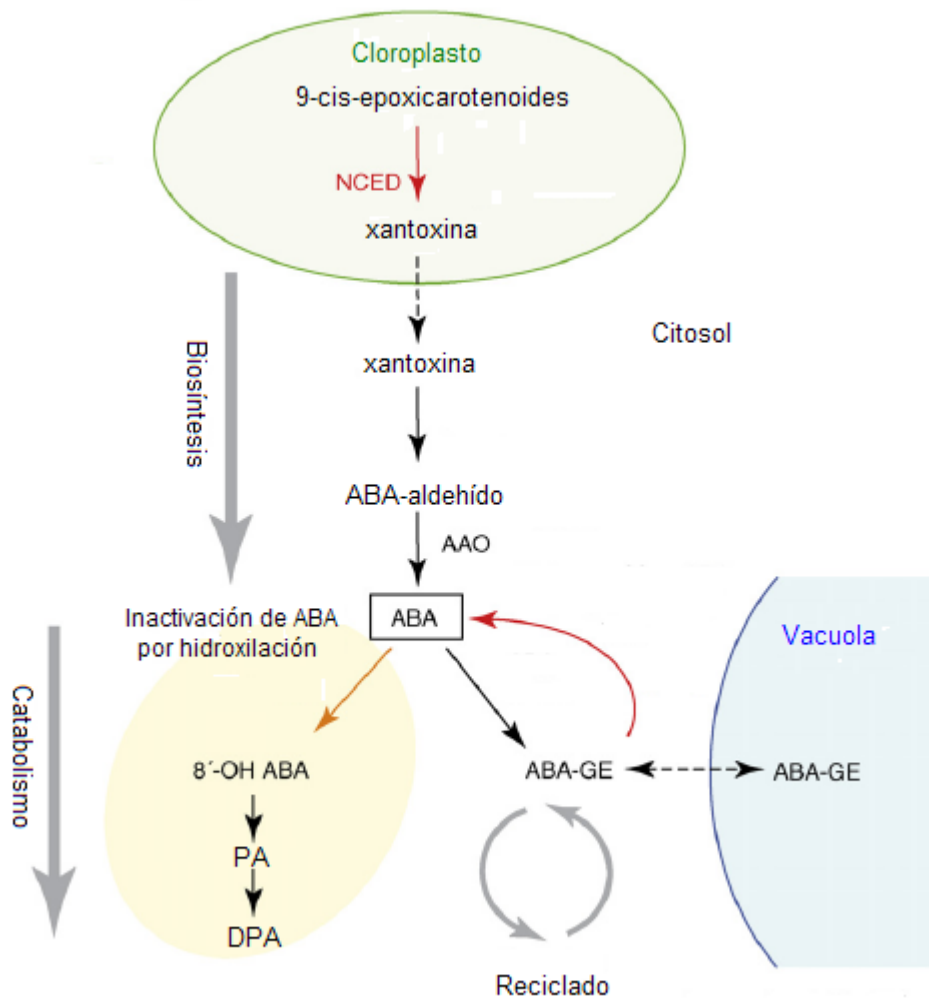 Cloroplasto
9-cis-epoxicarotenoides
NCED
xantoxina
Citosol
xantoxina
Biosíntesis
ABA-aldehído
AAO
Inactivación de ABA
por hidroxilación
ABA
Vacuola
Catabolismo
8´-OH ABA
ABA-GE
ABA-GE
PA
DPA
Reciclado